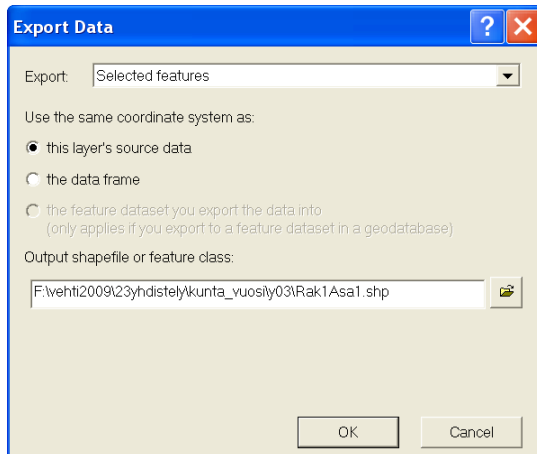 Export Data
Export: Selected features
Use the same coordinate system as:
this layer's source data
the data frame
the feature dataset you export the data into
(only applies if you export to a feature dataset in a geodatabase)
Output shapefile or feature class:
F:\vehti2009\23yhdistely\kunta_vuosi\y03\Rak1Asa1.shp
OK Cancel